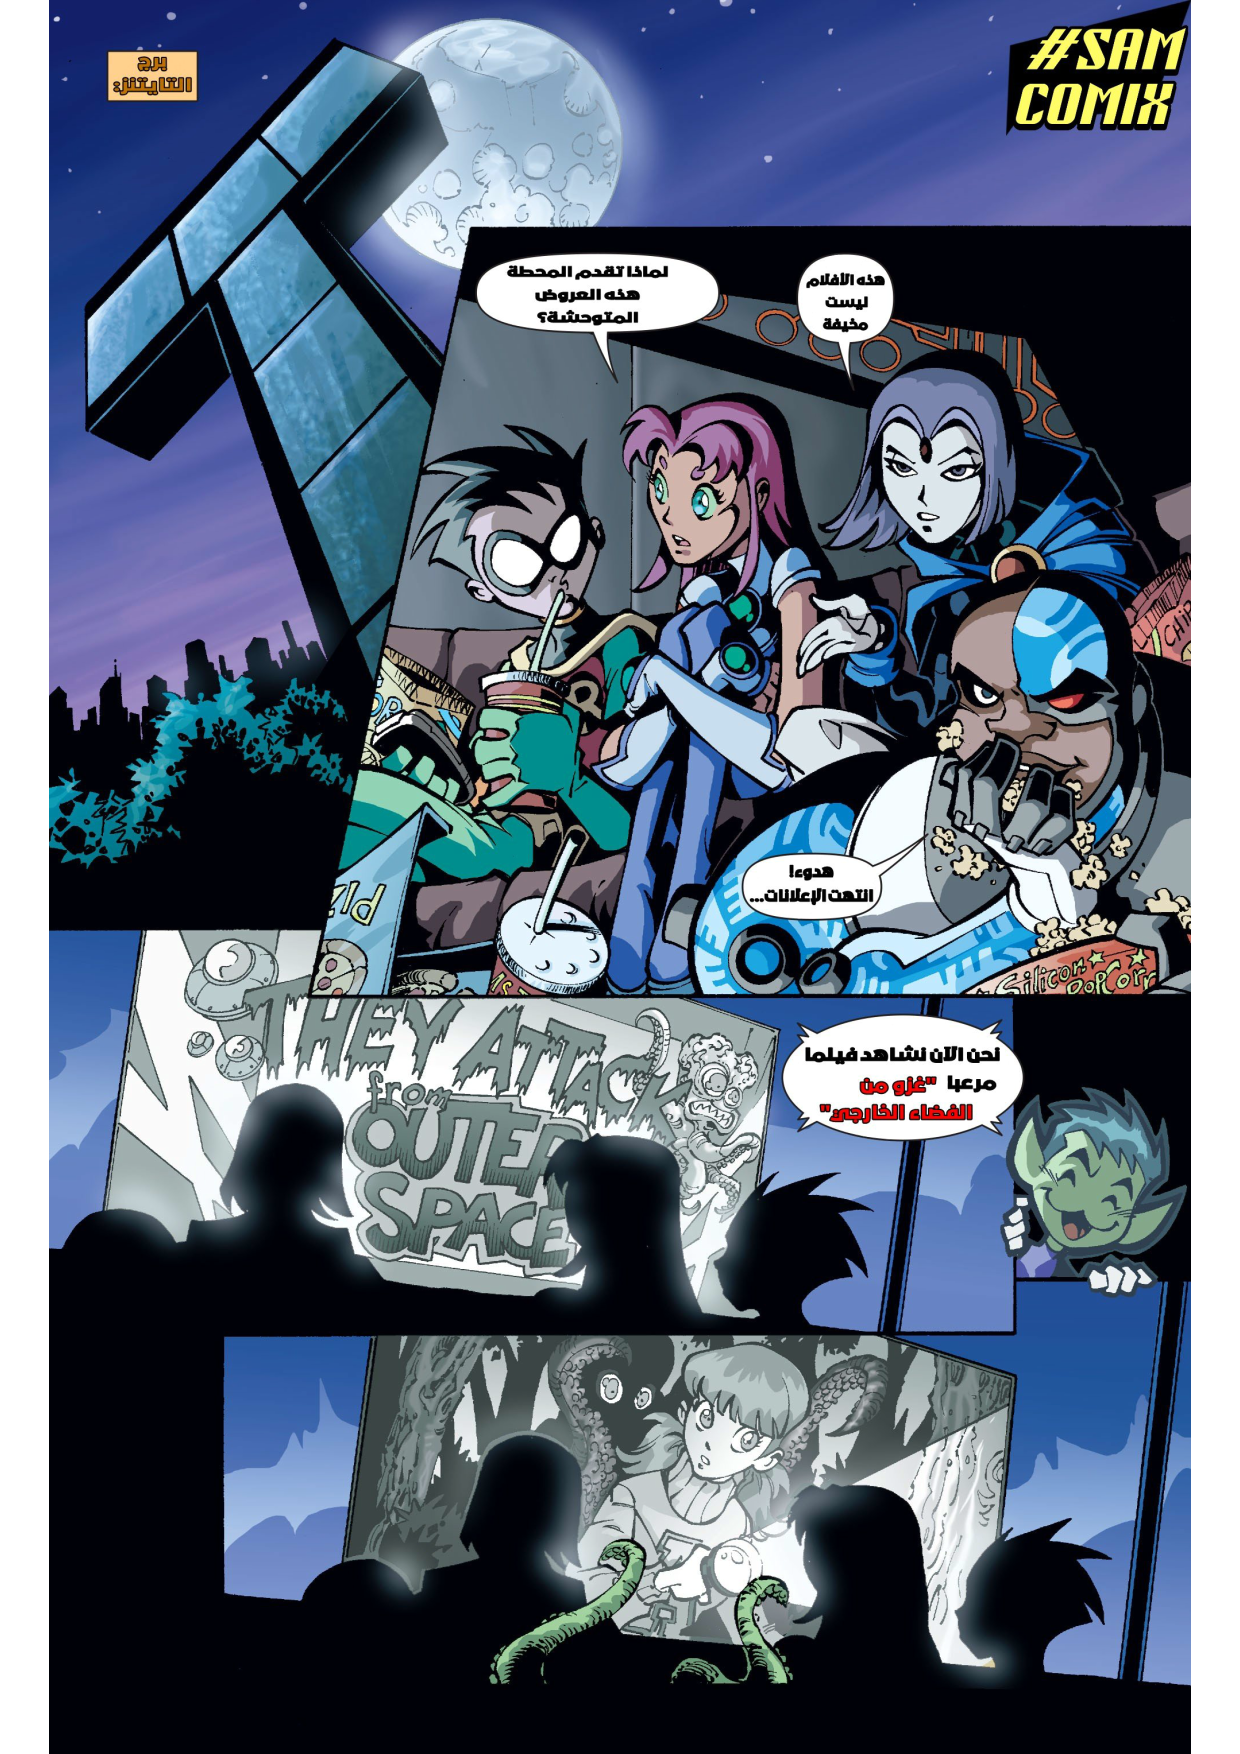 #SAM
COMIX
برج
التايتنز:
هذه الأفلام
ليست
مخيفة
لماذا تقدم المحطة
هذه العروض
المتوحشة؟
هدوء!
انتهت الإعلانات...
Silicon
POPCorn
THEY ATTACK
from
OUTER
SPACE
نحن الآن نشاهد فيلما
مرعبا "غزو من
الفضاء الخارجي"